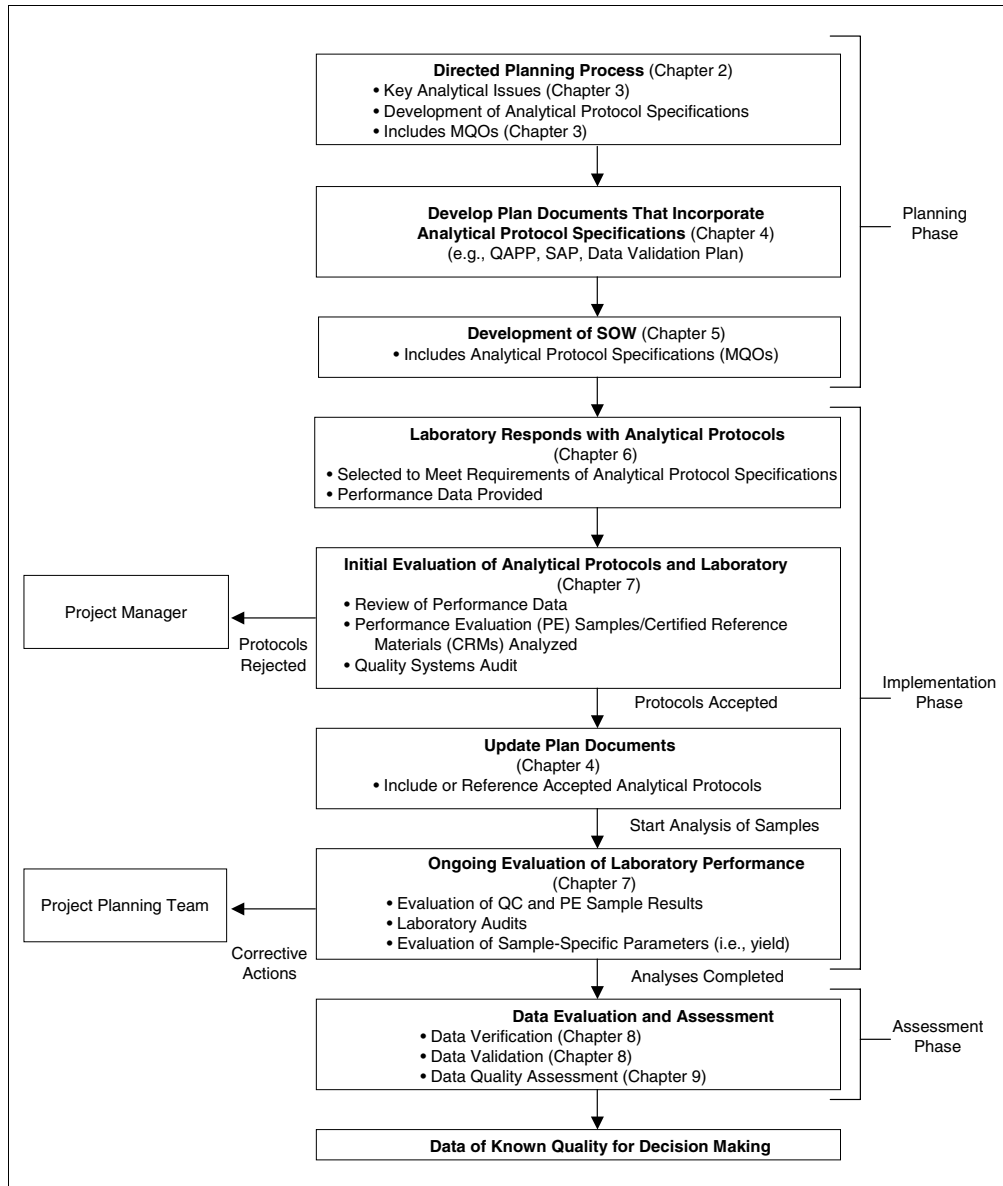 Directed Planning Process (Chapter 2)
• Key Analytical Issues (Chapter 3)
• Development of Analytical Protocol Specifications
• Includes MQOs (Chapter 3)
Develop Plan Documents That Incorporate
Analytical Protocol Specifications (Chapter 4)
(e.g., QAPP, SAP, Data Validation Plan)
Planning
Phase
Development of SOW (Chapter 5)
• Includes Analytical Protocol Specifications (MQOs)
Laboratory Responds with Analytical Protocols
(Chapter 6)
• Selected to Meet Requirements of Analytical Protocol Specifications
• Performance Data Provided
Initial Evaluation of Analytical Protocols and Laboratory
(Chapter 7)
• Review of Performance Data
• Performance Evaluation (PE) Samples/Certified Reference
Materials (CRMs) Analyzed
• Quality Systems Audit
Project Manager
Protocols
Rejected
Implementation
Phase
Protocols Accepted
Update Plan Documents
(Chapter 4)
• Include or Reference Accepted Analytical Protocols
Start Analysis of Samples
Ongoing Evaluation of Laboratory Performance
(Chapter 7)
• Evaluation of QC and PE Sample Results
• Laboratory Audits
• Evaluation of Sample-Specific Parameters (i.e., yield)
Project Planning Team
Corrective
Actions
Analyses Completed
Data Evaluation and Assessment
• Data Verification (Chapter 8)
• Data Validation (Chapter 8)
• Data Quality Assessment (Chapter 9)
Assessment
Phase
Data of Known Quality for Decision Making